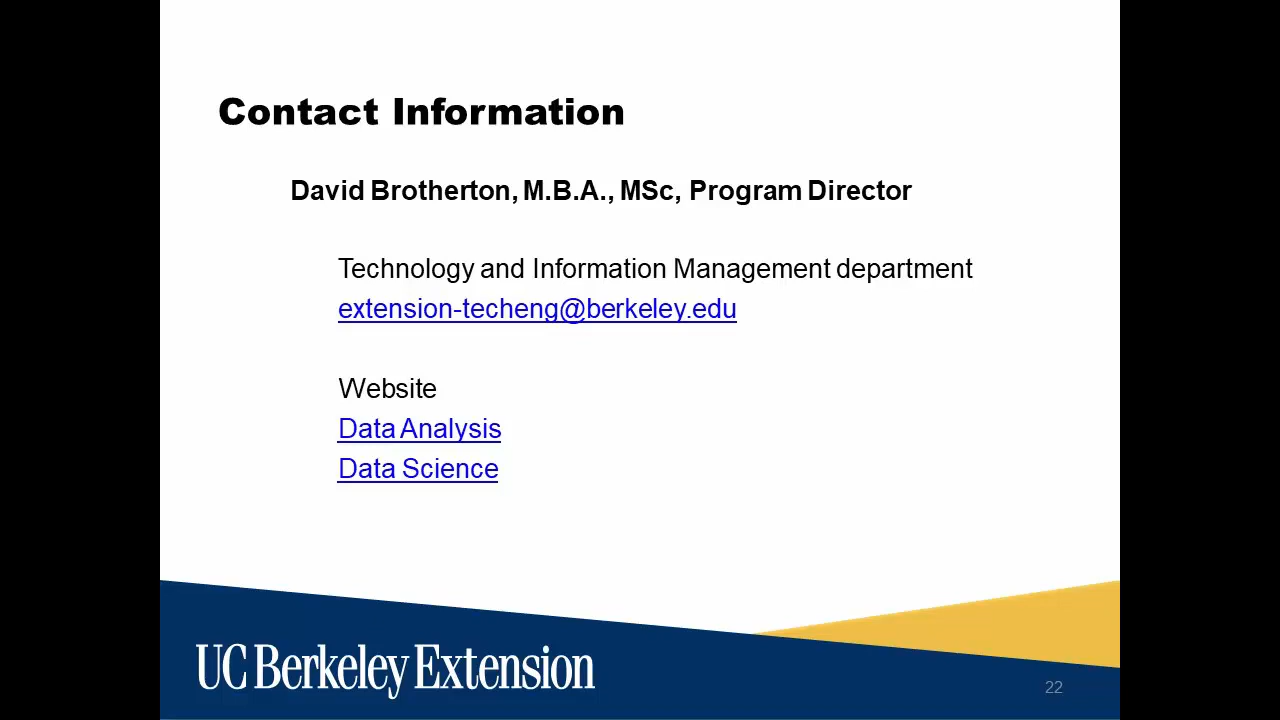 Contact Information
David Brotherton, M.B.A., MSc, Program Director
Technology and Information Management department
extension-techeng@berkeley.edu
Website
Data Analysis
Data Science
UC Berkeley Extension
22